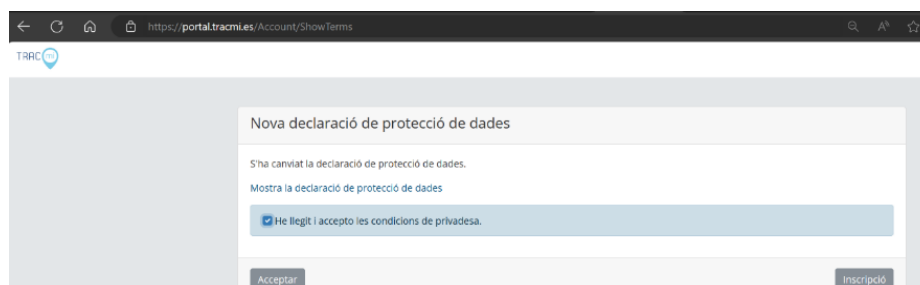 https://portal.tracmi.es/Account/ShowTerms
TRACmi
Nova declaració de protecció de dades
S'ha canviat la declaració de protecció de dades.
Mostra la declaració de protecció de dades
He llegit i accepto les condicions de privadesa.
Acceptar
Inscripció